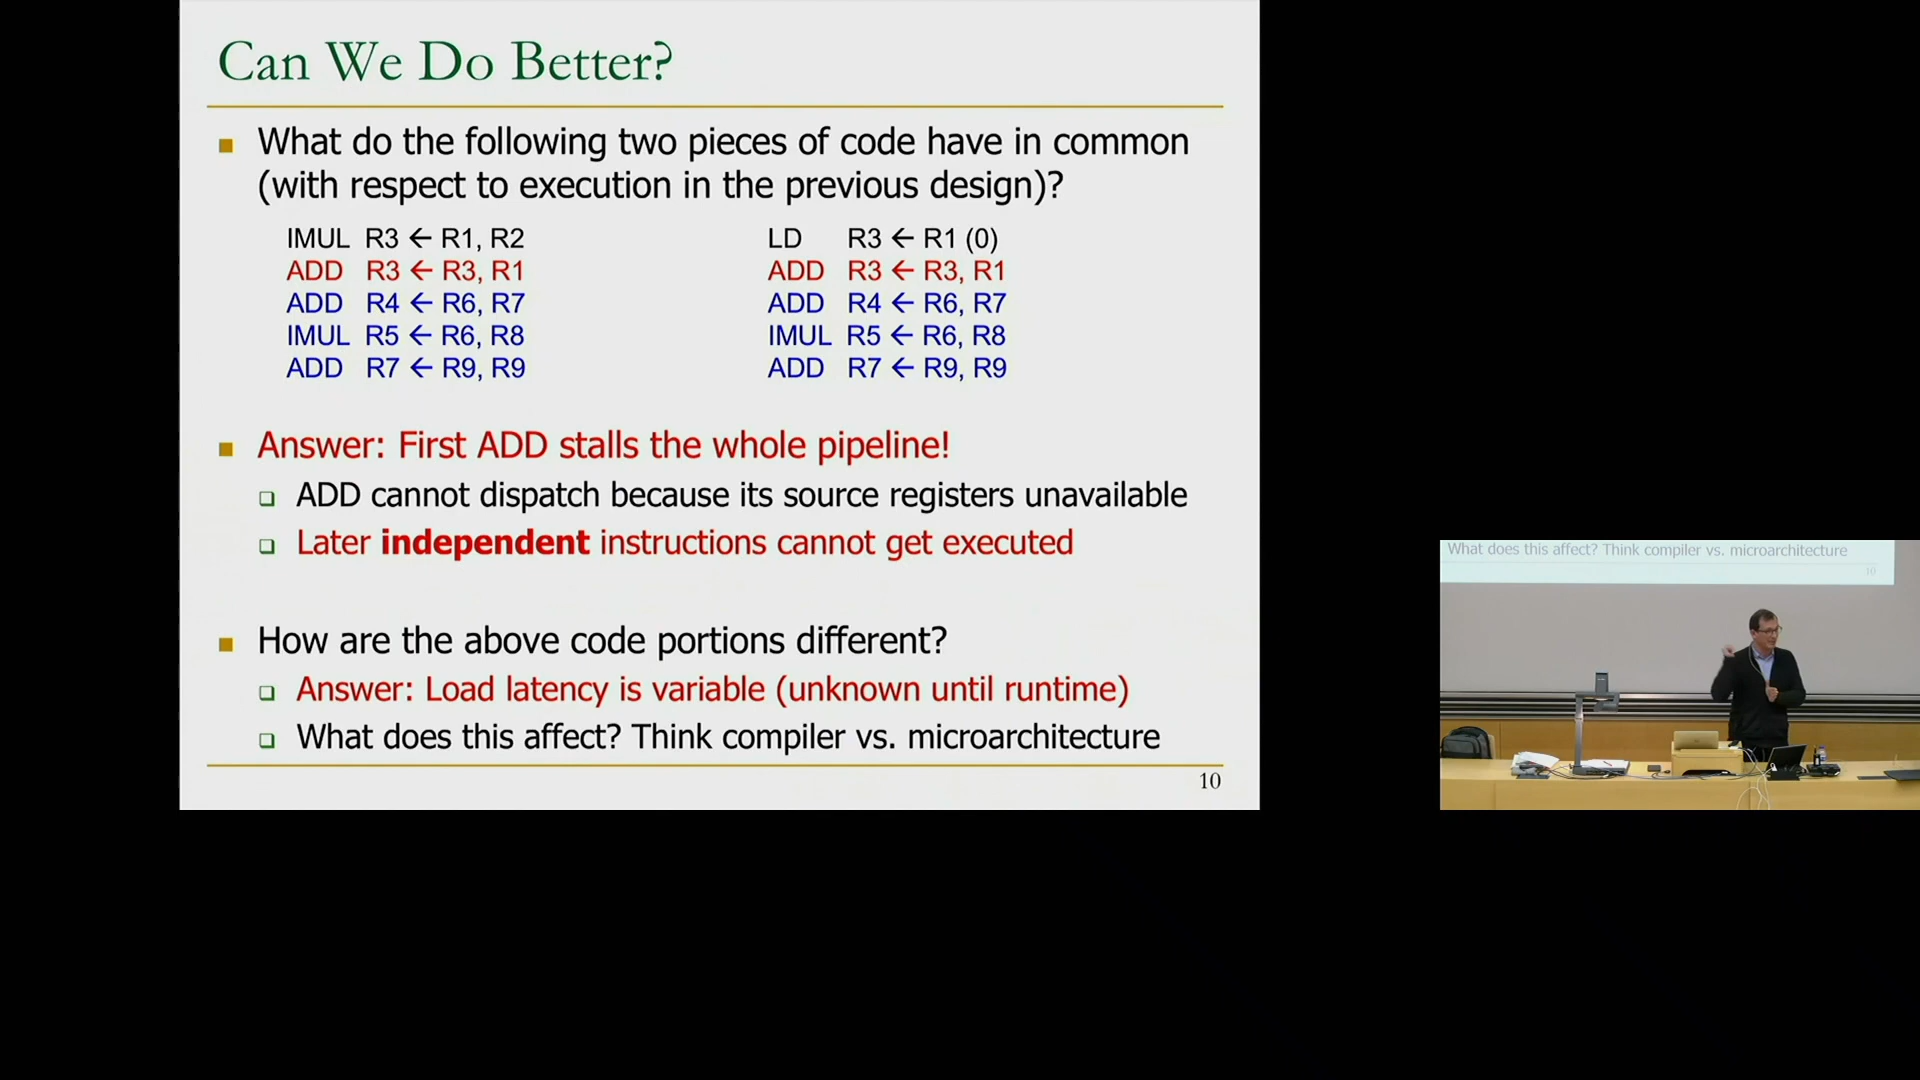 Can We Do Better?
What do the following two pieces of code have in common
(with respect to execution in the previous design)?
IMUL R3 ← R1, R2
ADD R3 ← R3, R1
ADD R4 ← R6, R7
IMUL R5 ← R6, R8
ADD R7 ← R9, R9
LD R3 ← R1 (0)
ADD R3 ← R3, R1
ADD R4 ← R6, R7
IMUL R5 ← R6, R8
ADD R7 ← R9, R9
Answer: First ADD stalls the whole pipeline!
ADD cannot dispatch because its source registers unavailable
Later independent instructions cannot get executed
How are the above code portions different?
Answer: Load latency is variable (unknown until runtime)
What does this affect? Think compiler vs. microarchitecture
10
What does this affect? Think compiler vs. microarchitecture
10